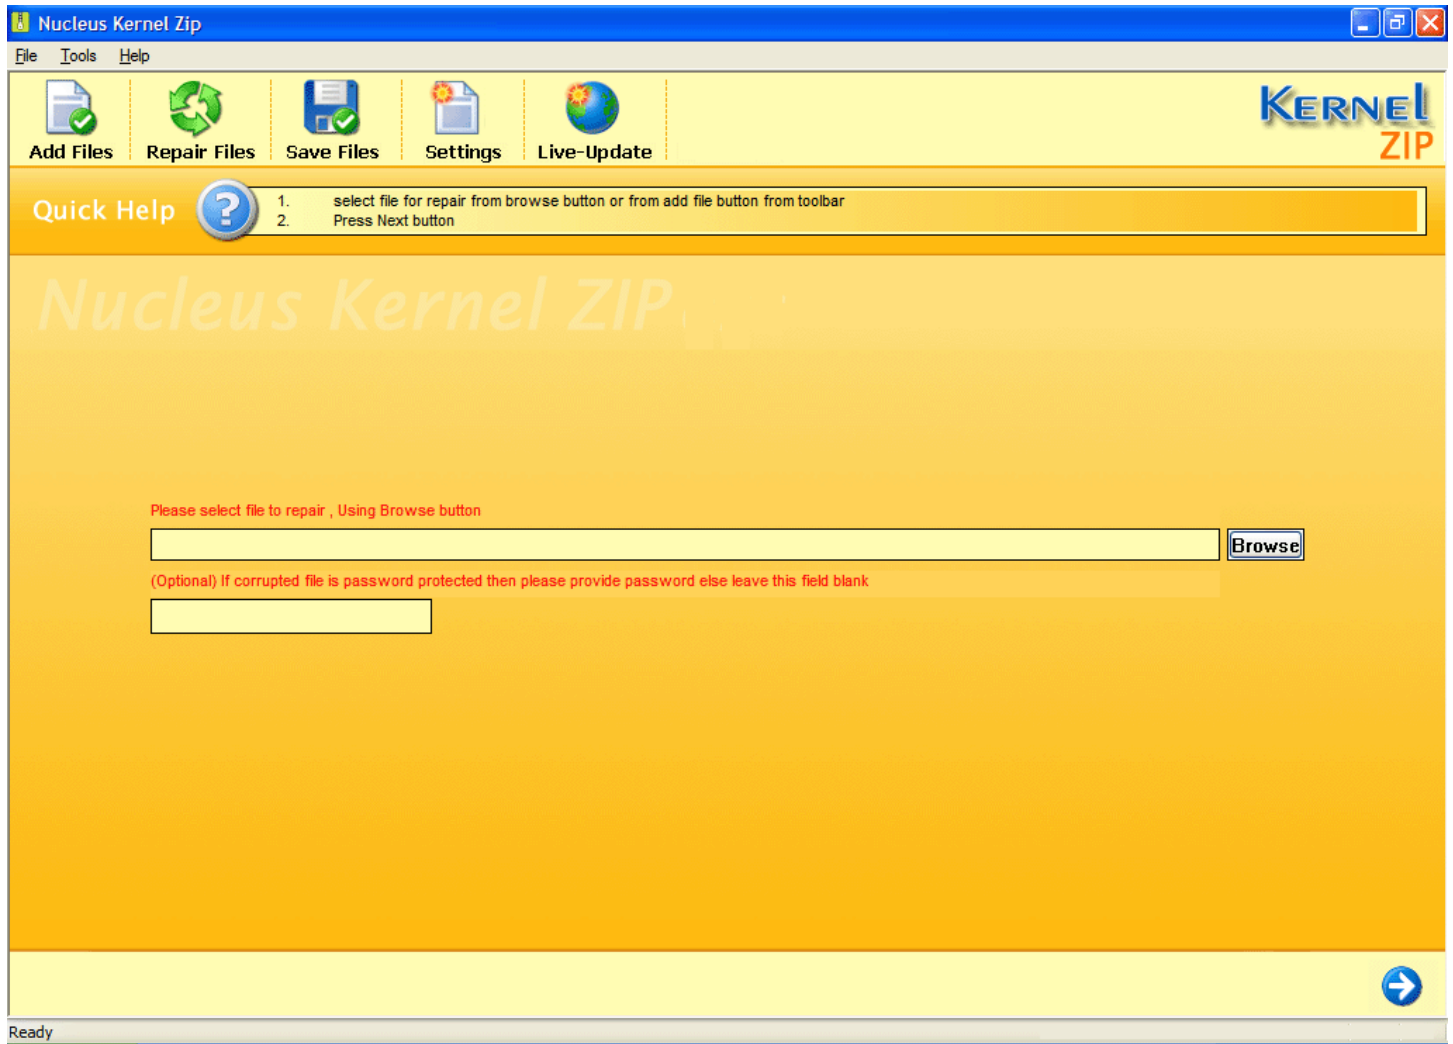 Nucleus Kernel Zip
File Tools Help
Add Files Repair Files Save Files Settings Live-Update
KERNEL
ZIP
Quick Help
1. select file for repair from browse button or from add file button from toolbar
2. Press Next button
Nucleus Kernel ZIP
Please select file to repair , Using Browse button
Browse
(Optional) If corrupted file is password protected then please provide password else leave this field blank
Ready